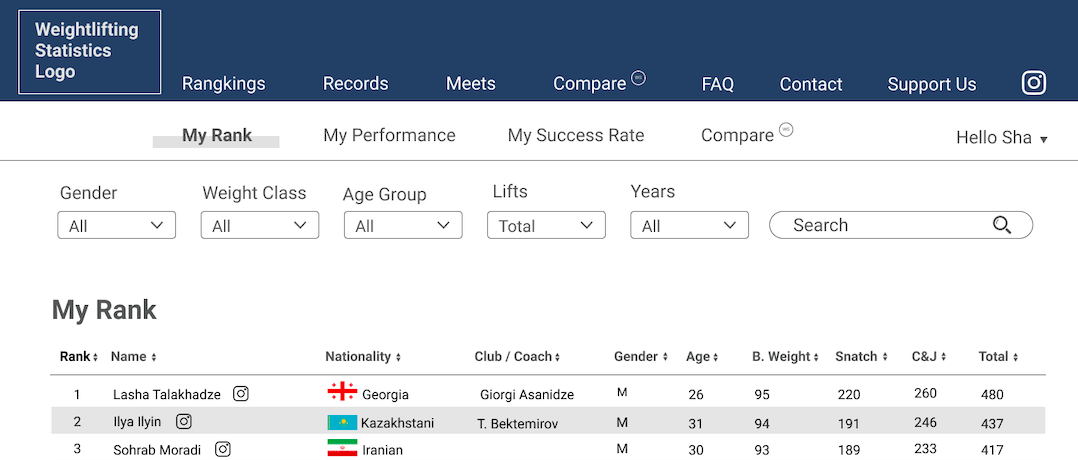 Weightlifting
Statistics
Logo
Rangkings Records Meets Compare WS FAQ Contact Support Us
My Rank My Performance My Success Rate Compare WS Hello Sha
Gender Weight Class Age Group Lifts Years
All All All Total All Search
My Rank
Rank Name Nationality Club / Coach Gender Age B. Weight Snatch C&J Total
1 Lasha Talakhadze Georgia Giorgi Asanidze M 26 95 220 260 480
2 Ilya Ilyin Kazakhstani T. Bektemirov M 31 94 191 246 437
3 Sohrab Moradi Iranian M 30 93 189 233 417